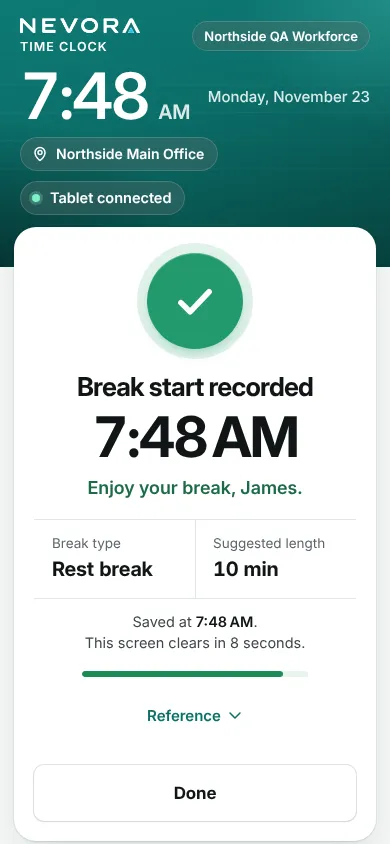 NEVORA
TIME CLOCK
Northside QA Workforce
7:48 AM
Monday, November 23
Northside Main Office
Tablet connected
Break start recorded
7:48 AM
Enjoy your break, James.
Break type
Rest break
Suggested length
10 min
Saved at 7:48 AM.
This screen clears in 8 seconds.
Reference
Done